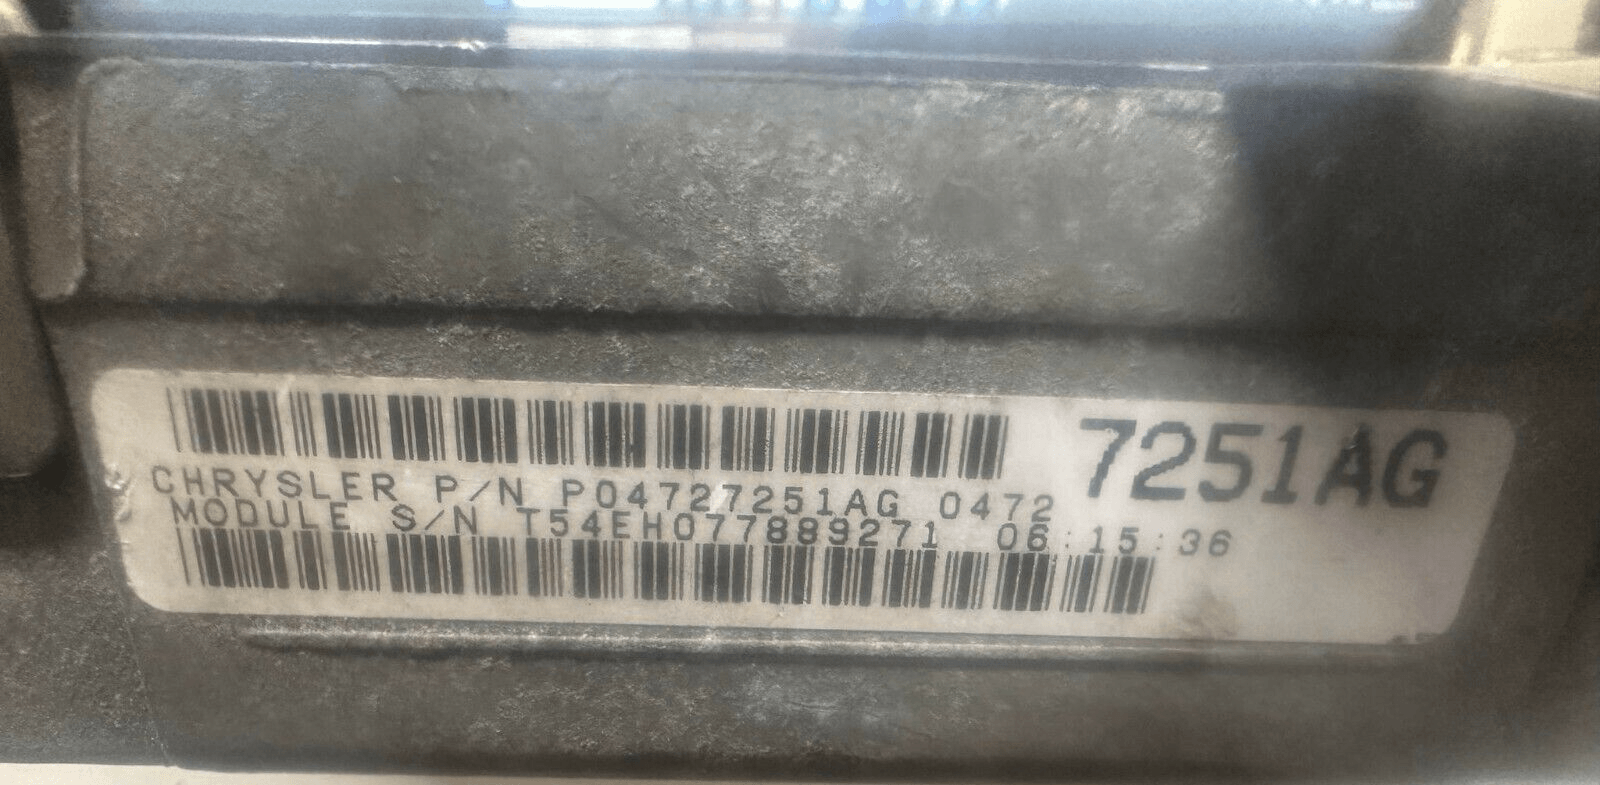 7251AG
CHRYSLER P/N P04727251AG 0472
MODULE S/N T54EH077889271 06:15:36